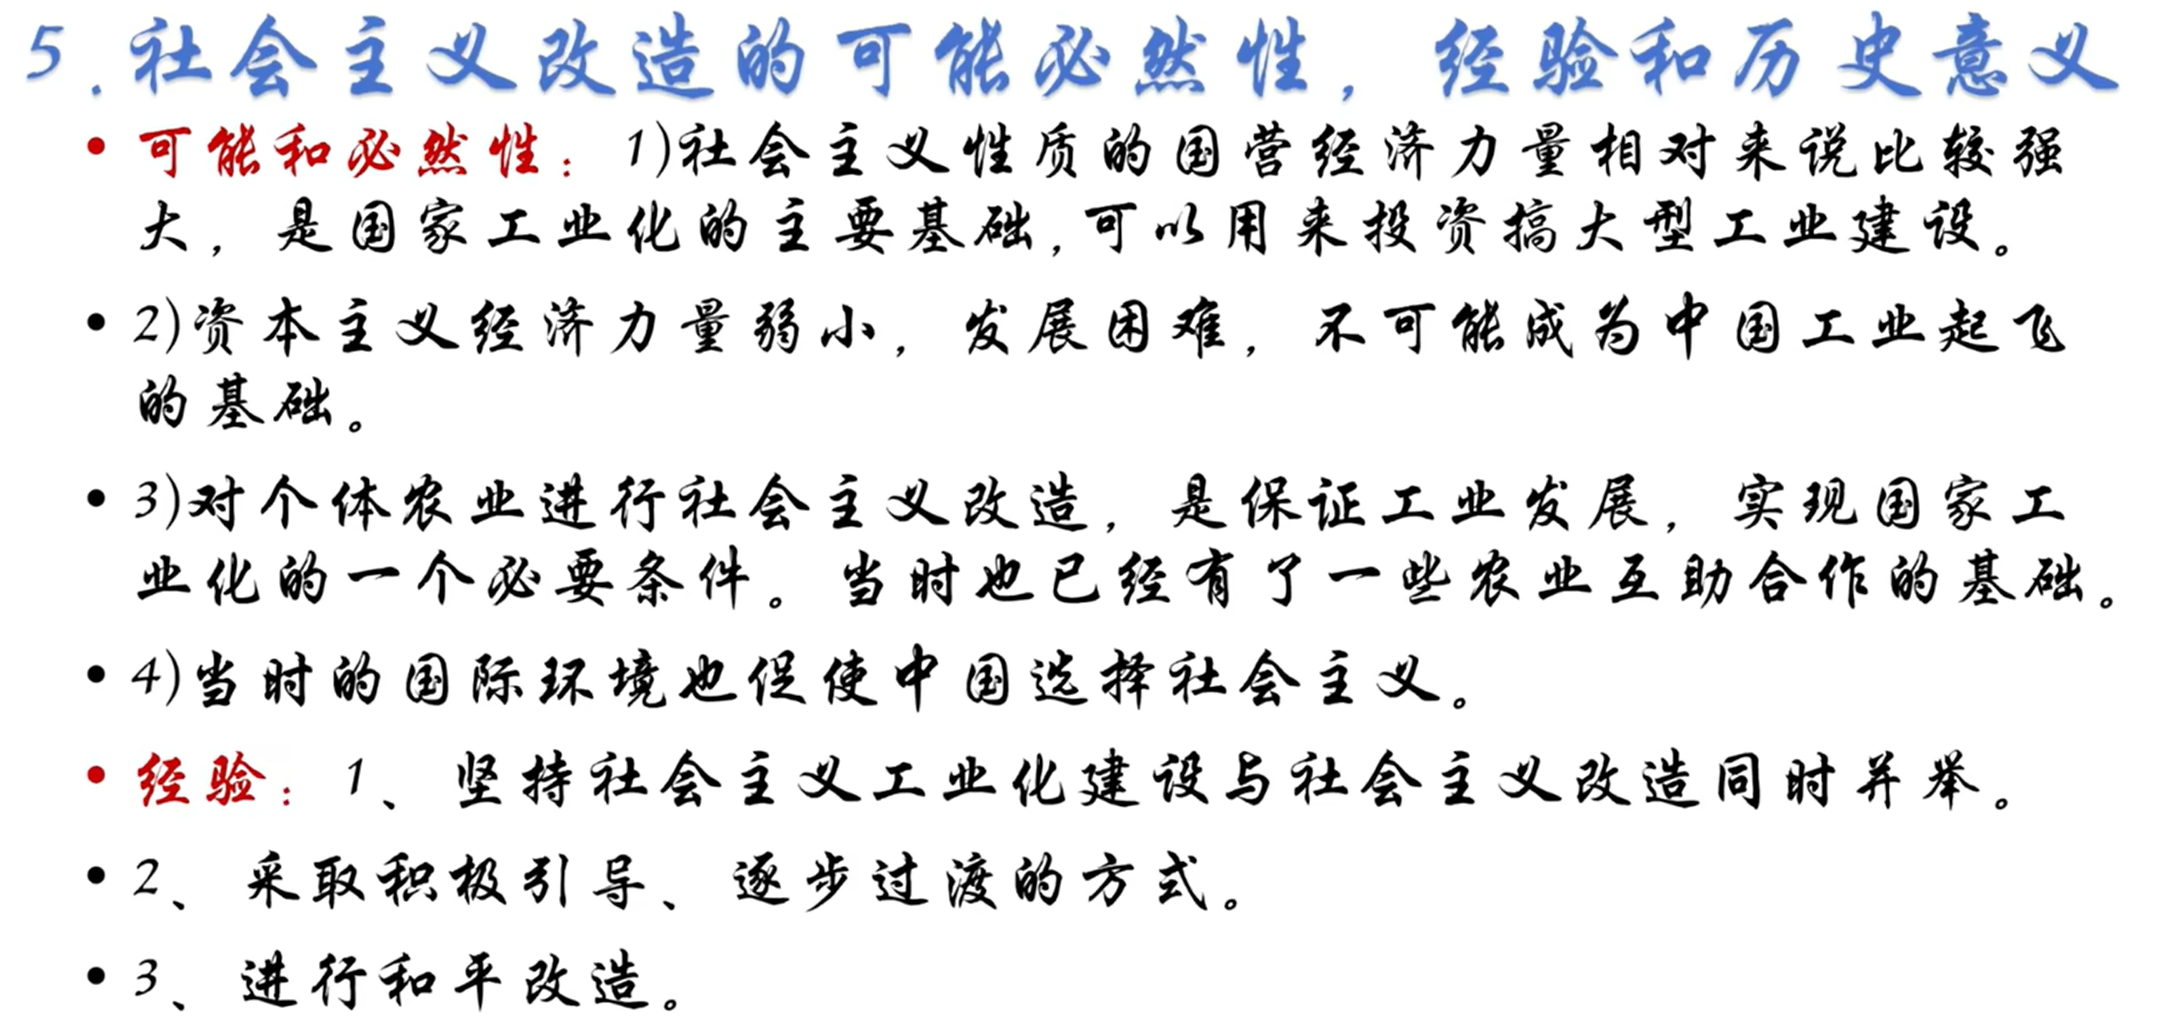 5.社会主义改造的可能必然性，经验和历史意义
• 可能和必然性：1)社会主义性质的国营经济力量相对来说比较强
大，是国家工业化的主要基础,可以用来投资搞大型工业建设。
• 2)资本主义经济力量弱小，发展困难，不可能成为中国工业起飞
的基础。
• 3)对个体农业进行社会主义改造，是保证工业发展，实现国家工
业化的一个必要条件。当时也已经有了一些农业互助合作的基础。
• 4)当时的国际环境也促使中国选择社会主义。
• 经验：1、坚持社会主义工业化建设与社会主义改造同时并举。
• 2、采取积极引导、逐步过渡的方式。
• 3、进行和平改造。